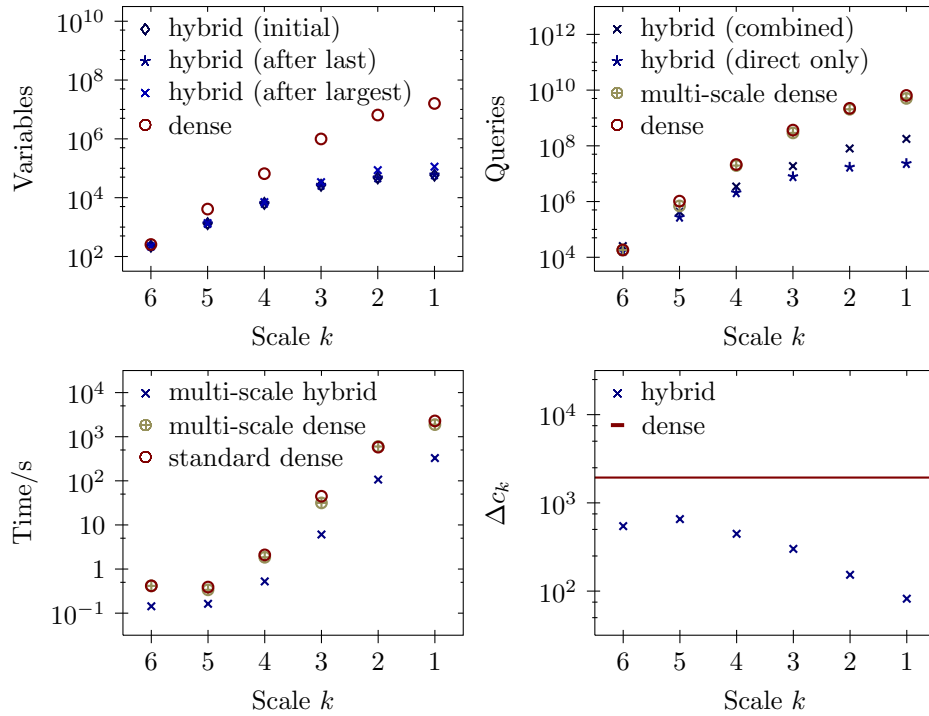 Variables
10^10
10^8
10^6
10^4
10^2
hybrid (initial)
hybrid (after last)
hybrid (after largest)
dense
6 5 4 3 2 1
Scale k
Queries
10^12
10^10
10^8
10^6
10^4
hybrid (combined)
hybrid (direct only)
multi-scale dense
dense
6 5 4 3 2 1
Scale k
Time/s
10^4
10^3
10^2
10
1
10^−1
multi-scale hybrid
multi-scale dense
standard dense
6 5 4 3 2 1
Scale k
Δc_k
10^4
10^2
hybrid
dense
6 5 4 3 2 1
Scale k